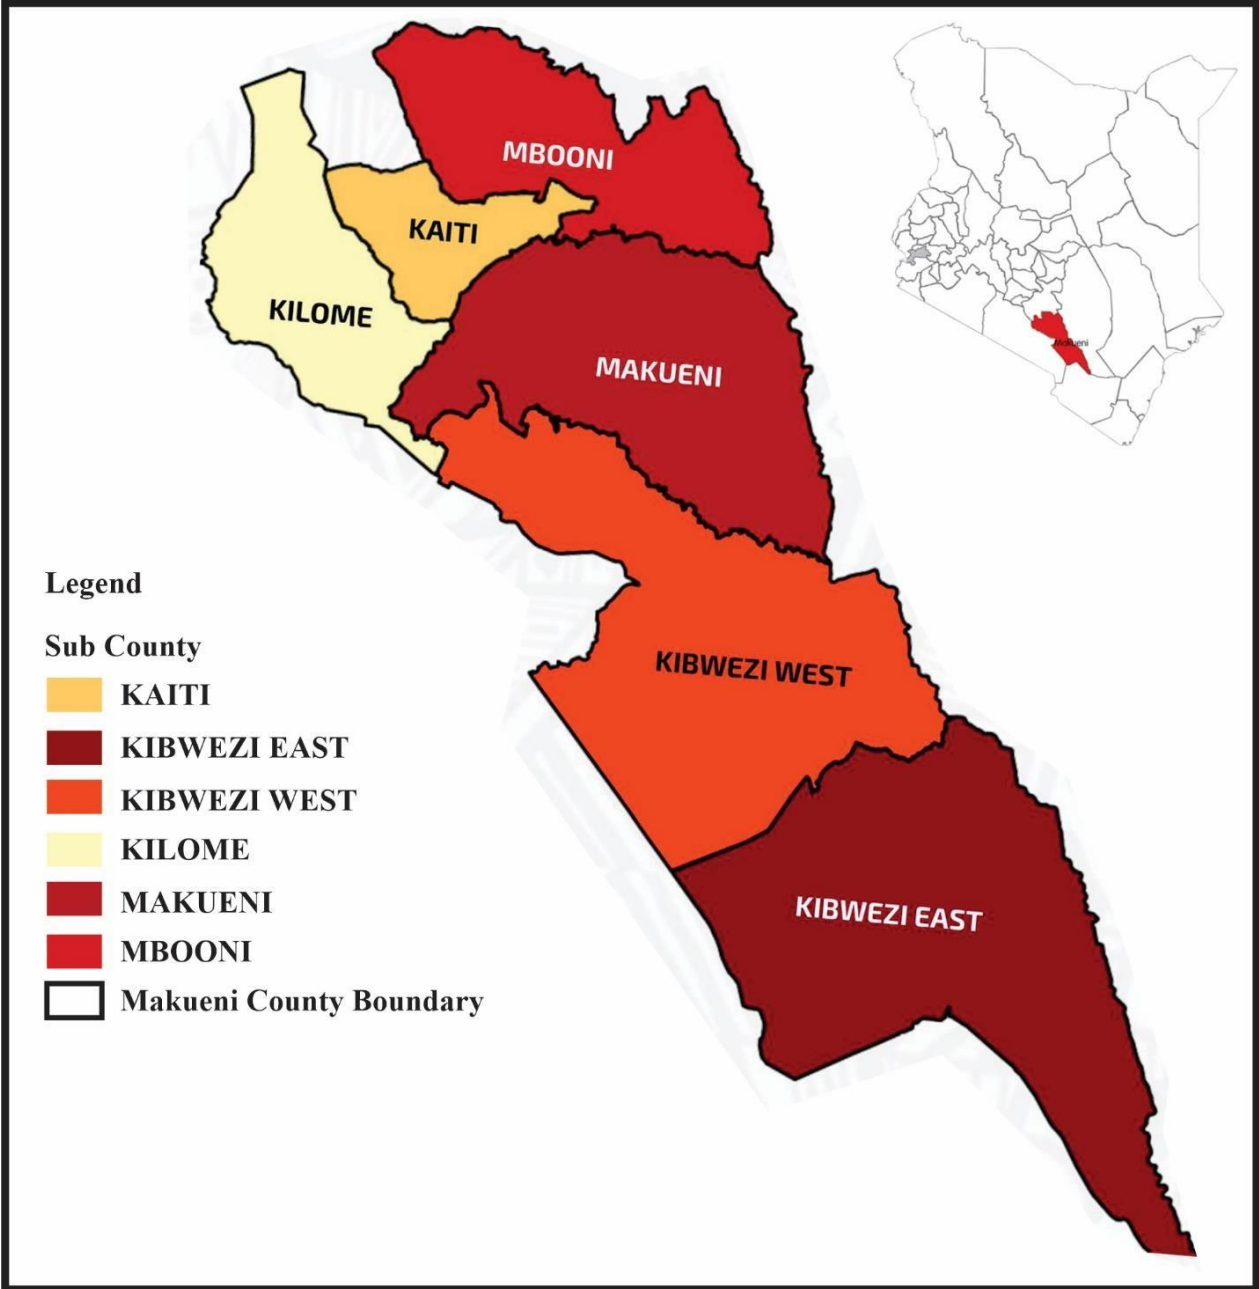 MBOONI
KAITI
KILOME
MAKUENI
Makueni
KIBWEZI WEST
KIBWEZI EAST
Legend
Sub County
KAITI
KIBWEZI EAST
KIBWEZI WEST
KILOME
MAKUENI
MBOONI
Makueni County Boundary